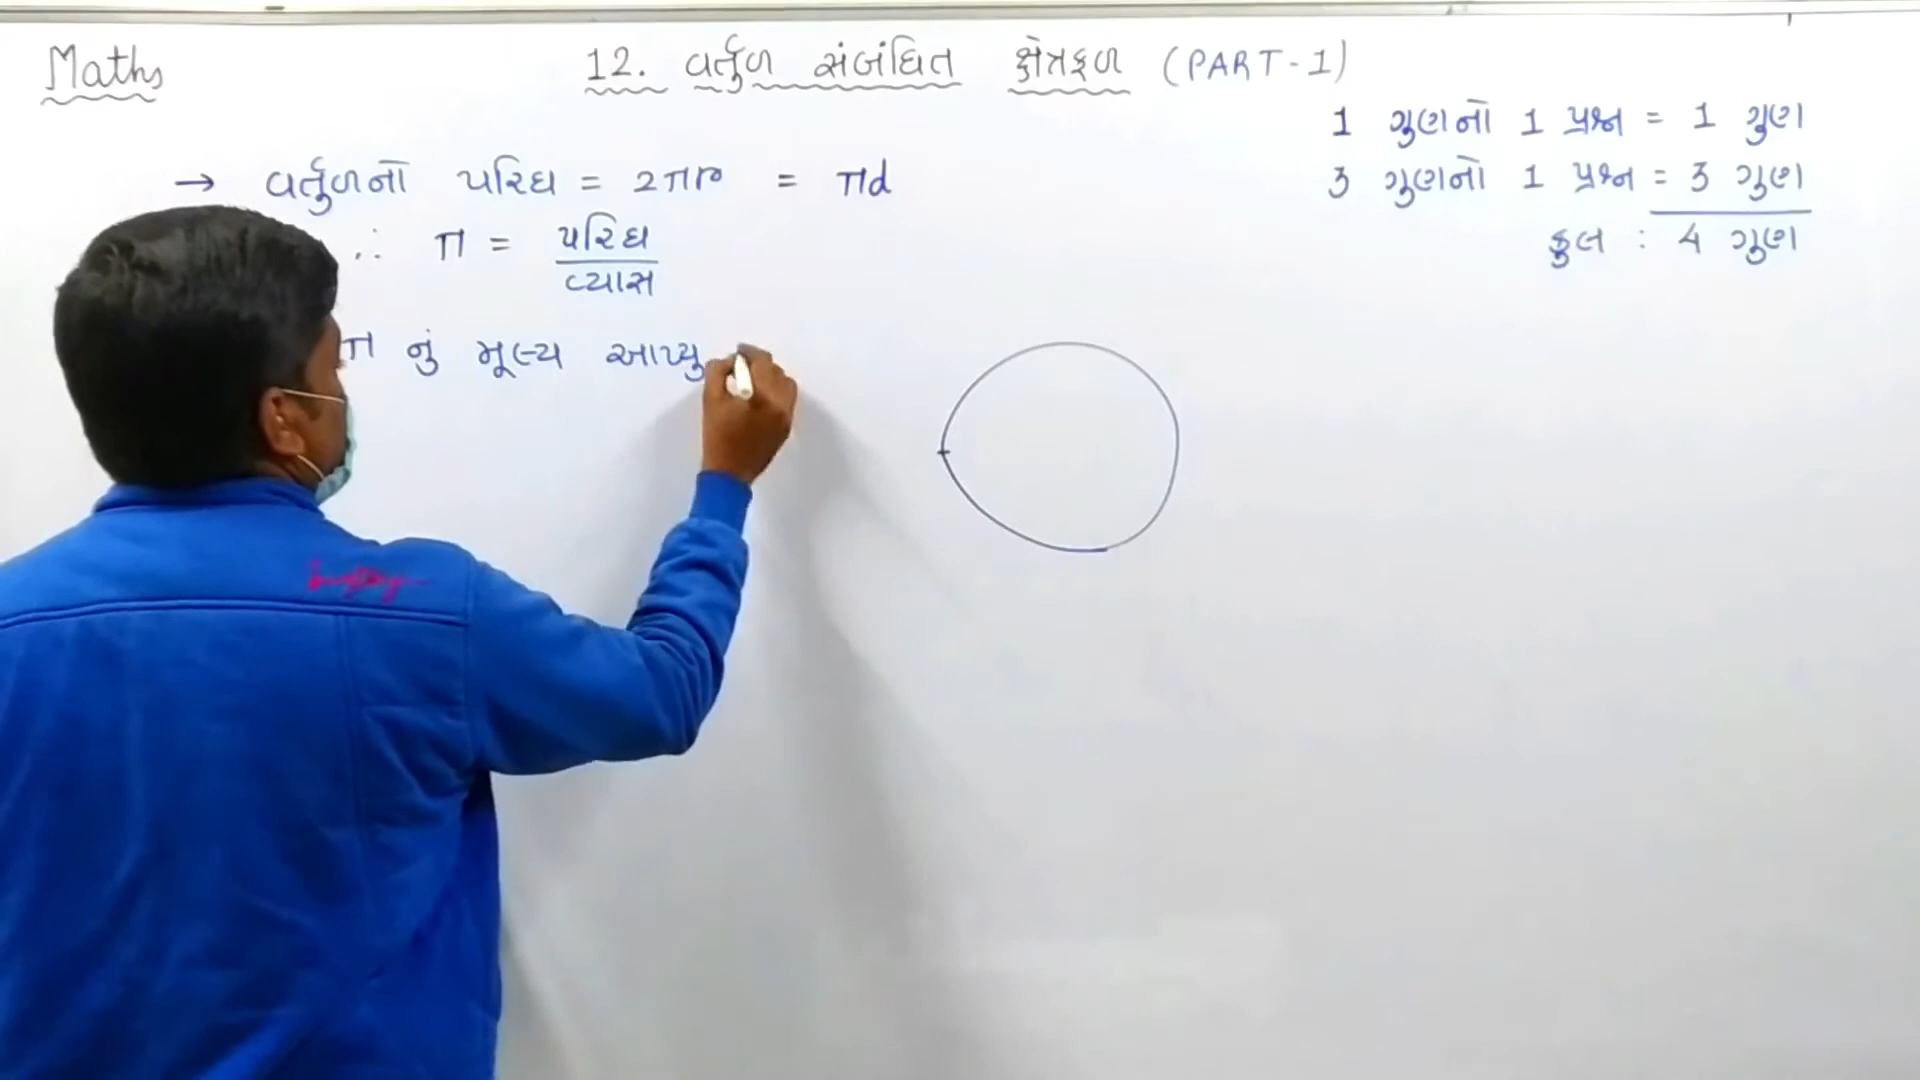 Maths
12. વર્તુળ સંબંધિત ક્ષેત્રફળ (PART-1)
1 ગુણનો 1 પ્રશ્ન = 1 ગુણ
3 ગુણનો 1 પ્રશ્ન = 3 ગુણ
કુલ : 4 ગુણ
→ વર્તુળનો પરિઘ = 2πr = πd
∴ π = પરિઘ / વ્યાસ
π નું મૂલ્ય આપ્યુ